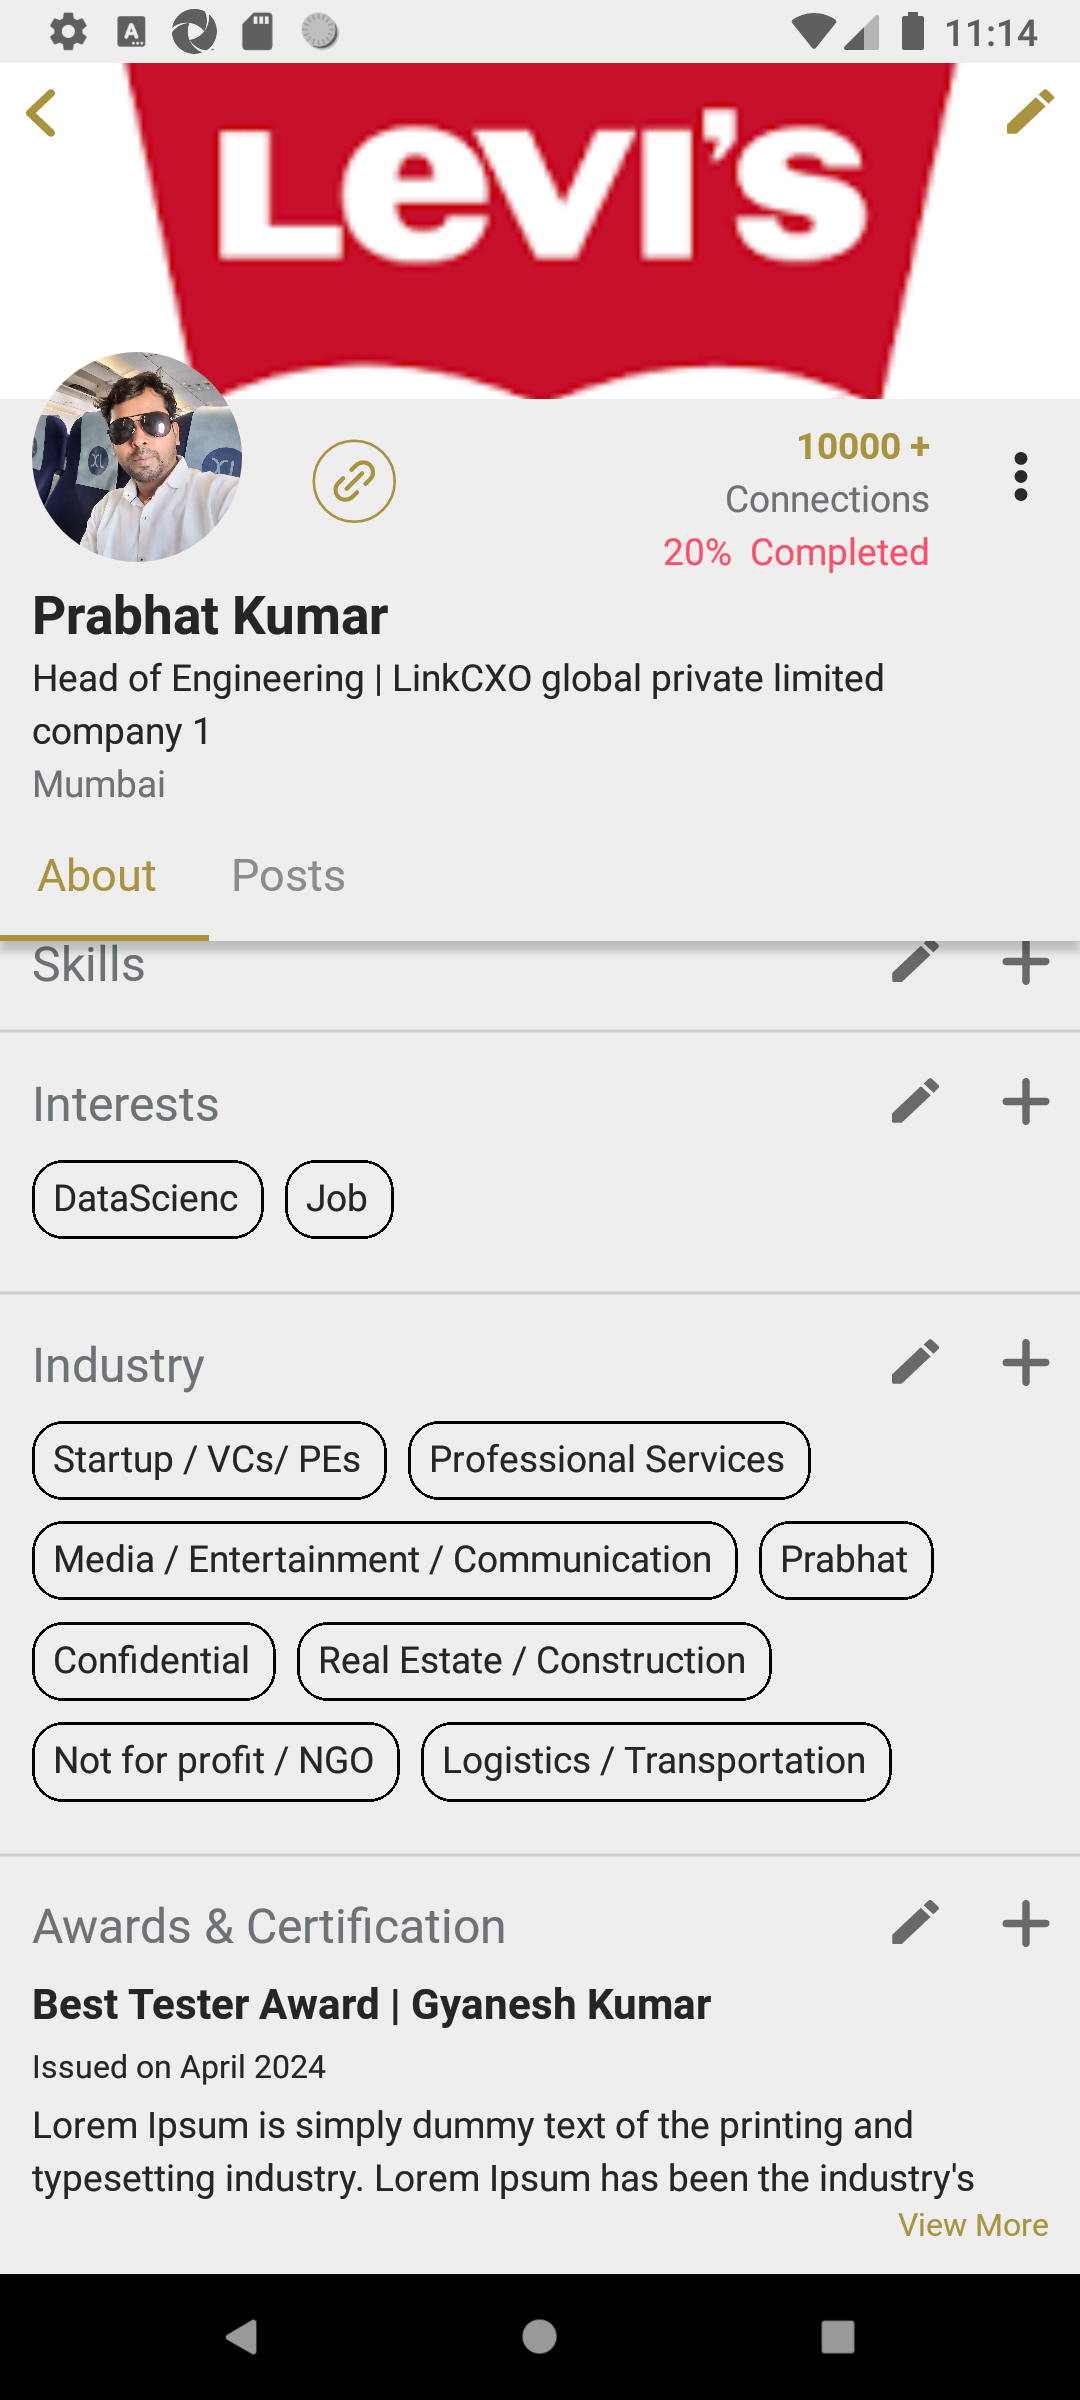 11:14
Levi's
10000 +
Connections
20% Completed
Prabhat Kumar
Head of Engineering | LinkCXO global private limited
company 1
Mumbai
About Posts
Skills
Interests
DataScienc Job
Industry
Startup / VCs/ PEs Professional Services
Media / Entertainment / Communication Prabhat
Confidential Real Estate / Construction
Not for profit / NGO Logistics / Transportation
Awards & Certification
Best Tester Award | Gyanesh Kumar
Issued on April 2024
Lorem Ipsum is simply dummy text of the printing and
typesetting industry. Lorem Ipsum has been the industry's
View More